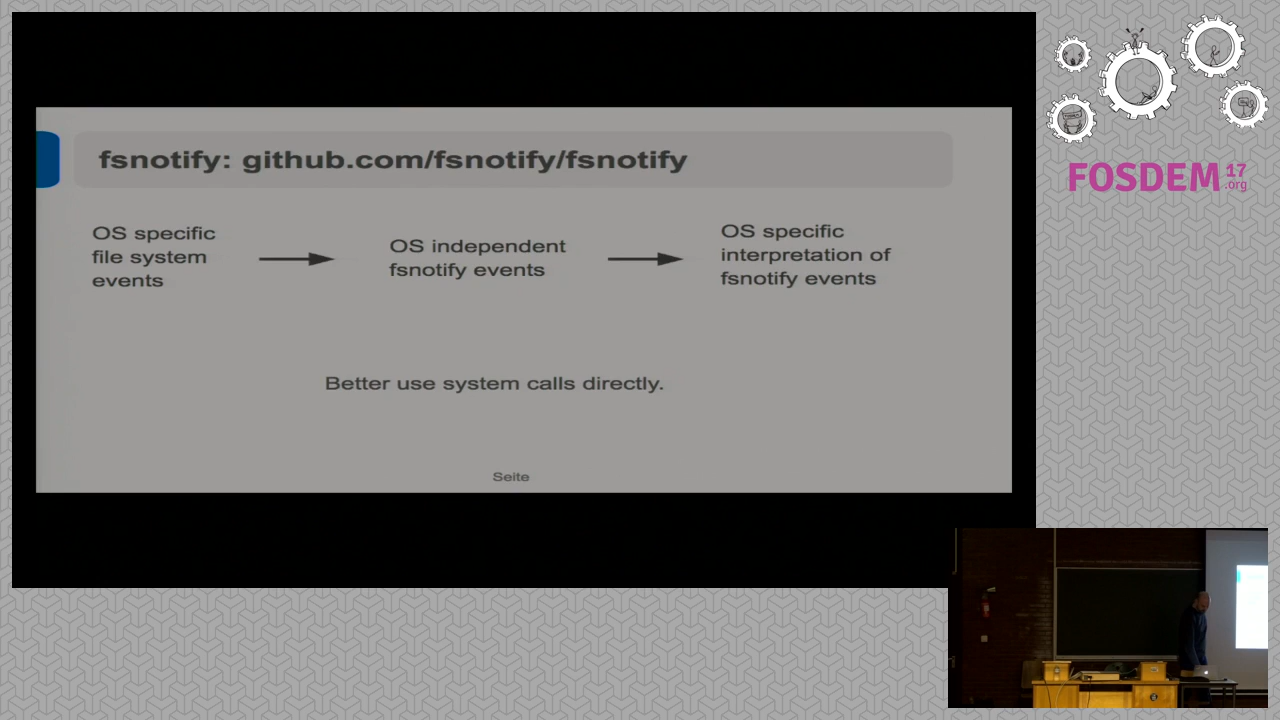 fsnotify: github.com/fsnotify/fsnotify
OS specific
file system
events
OS independent
fsnotify events
OS specific
interpretation of
fsnotify events
Better use system calls directly.
Seite
FOSDEM 17
.org